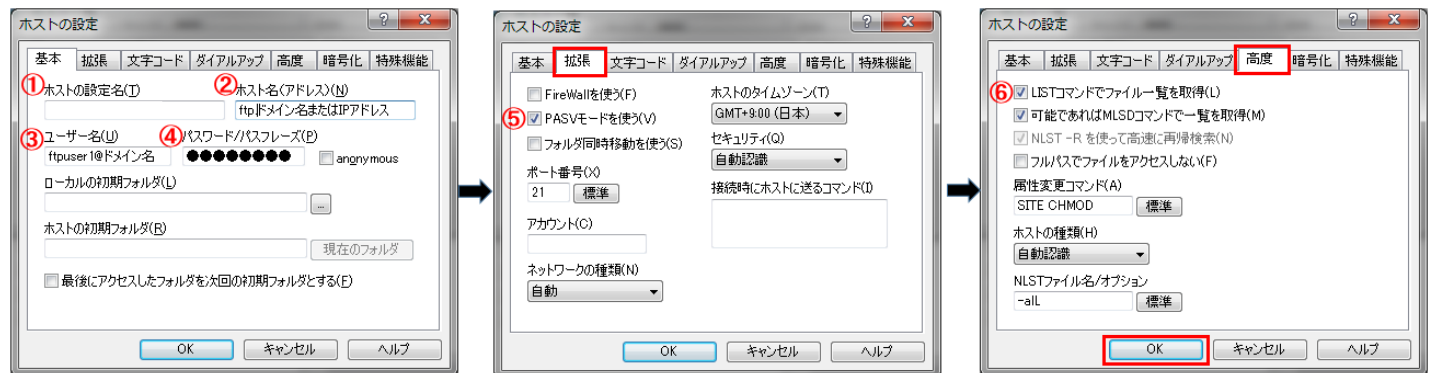 ホストの設定
基本 拡張 文字コード ダイアルアップ 高度 暗号化 特殊機能
① ホストの設定名(T) ② ホスト名(アドレス)(N)
ftp.ドメイン名またはIPアドレス
③ ユーザー名(U) ④ パスワード/パスフレーズ(P)
ftpuser1@ドメイン名 ●●●●●●●● anonymous
ローカルの初期フォルダ(L)
...
ホストの初期フォルダ(R)
現在のフォルダ
最後にアクセスしたフォルダを次回の初期フォルダとする(F)
OK キャンセル ヘルプ
ホストの設定
基本 拡張 文字コード ダイアルアップ 高度 暗号化 特殊機能
FireWallを使う(F) ホストのタイムゾーン(T)
⑤ PASVモードを使う(V) GMT+9:00 (日本)
フォルダ同時移動を使う(S) セキュリティ(Q)
自動認識
ポート番号(X) 接続時にホストに送るコマンド(I)
21 標準
アカウント(C)
ネットワークの種類(N)
自動
OK キャンセル ヘルプ
ホストの設定
基本 拡張 文字コード ダイアルアップ 高度 暗号化 特殊機能
⑥ LISTコマンドでファイル一覧を取得(L)
可能であればMLSDコマンドで一覧を取得(M)
NLST -R を使って高速に再帰検索(N)
フルパスでファイルをアクセスしない(F)
属性変更コマンド(A)
SITE CHMOD 標準
ホストの種類(H)
自動認識
NLSTファイル名/オプション
-alL 標準
OK キャンセル ヘルプ